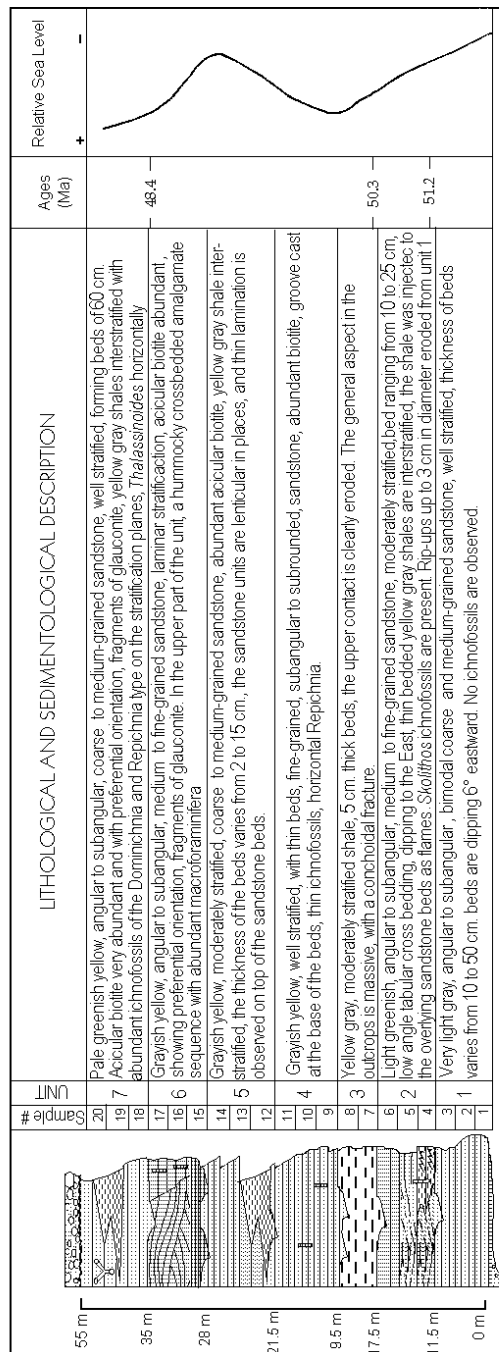 Sample #
UNIT
LITHOLOGICAL AND SEDIMENTOLOGICAL DESCRIPTION
Ages
(Ma)
Relative Sea Level
+
-
55 m
35 m
28 m
21.5 m
9.5 m
17.5 m
11.5 m
0 m
20
19
18
7
Pale greenish yellow, angular to subangular, coarse to medium-grained sandstone, well stratified, forming beds of 60 cm.
Acicular biotite very abundant and with preferential orientation, fragments of glauconite, yellow gray shales interstratified with
abundant ichnofossils of the Dominichnia and Repichnia type on the stratification planes, Thalassinoides horizontally
48.4
17
16
15
6
Grayish yellow, angular to subangular, medium to fine-grained sandstone, laminar stratificaction, acicular biotite abundant,
showing preferential orientation, fragments of glauconite. In the upper part of the unit, a hummocky crossbedded amalgamate
sequence with abundant macroforaminifera
14
13
12
5
Grayish yellow, moderately stratified, coarse to medium-grained sandstone, abundant acicular biotite, yellow gray shale inter-
stratified, the thickness of the beds varies from 2 to 15 cm., the sandstone units are lenticular in places, and thin lamination is
observed on top of the sandstone beds.
11
10
9
4
Grayish yellow, well stratified, with thin beds, fine-grained, subangular to subrounded, sandstone, abundant biotite, groove cast
at the base of the beds, thin ichnofossils, horizontal Repichnia.
8
7
3
Yellow gray, moderately stratified shale, 5 cm. thick beds, the upper contact is clearly eroded. The general aspect in the
outcrops is massive, with a conchoidal fracture.
50.3
6
5
4
2
Light greenish, angular to subangular, medium to fine-grained sandstone, moderately stratified,bed ranging from 10 to 25 cm,
low angle tabular cross bedding, dipping to the East, thin bedded yellow gray shales are interstratified, the shale was injectec to
the overlying sandstone beds as flames. Skolithos ichnofossils are present. Rip-ups up to 3 cm in diameter eroded from unit 1
51.2
3
2
1
1
Very light gray, angular to subangular , bimodal coarse and medium-grained sandstone, well stratified, thickness of beds
varies from 10 to 50 cm. beds are dipping 6° eastward. No ichnofossils are observed.